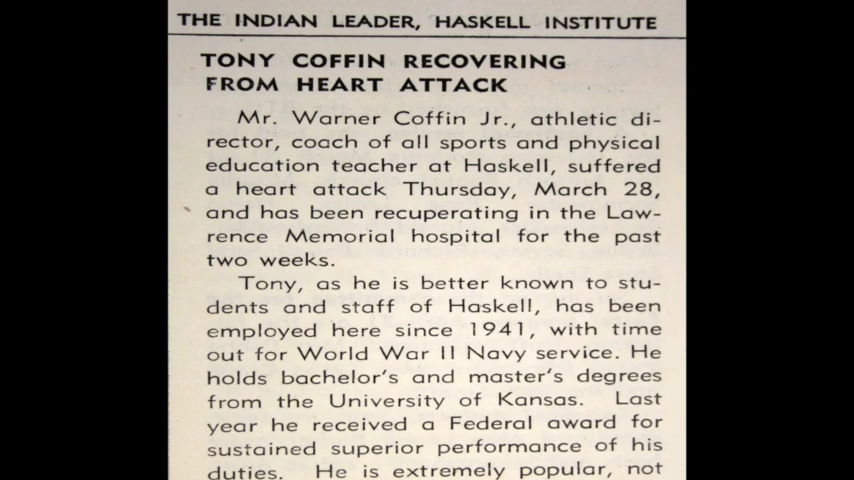 THE INDIAN LEADER, HASKELL INSTITUTE
TONY COFFIN RECOVERING
FROM HEART ATTACK
Mr. Warner Coffin Jr., athletic di-
rector, coach of all sports and physical
education teacher at Haskell, suffered
a heart attack Thursday, March 28,
and has been recuperating in the Law-
rence Memorial hospital for the past
two weeks.
Tony, as he is better known to stu-
dents and staff of Haskell, has been
employed here since 1941, with time
out for World War II Navy service. He
holds bachelor's and master's degrees
from the University of Kansas. Last
year he received a Federal award for
sustained superior performance of his
duties. He is extremely popular, not